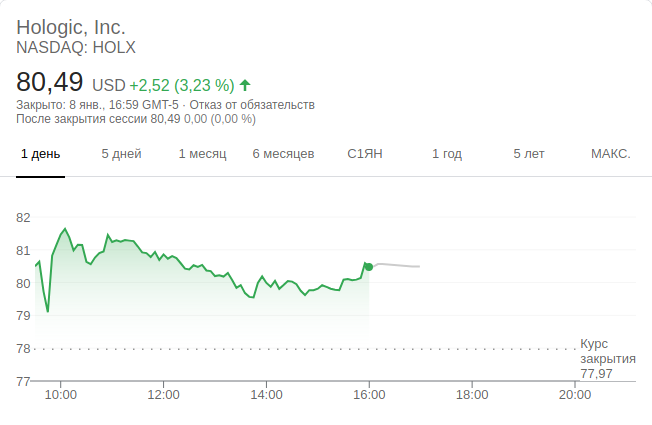 Hologic, Inc.
NASDAQ: HOLX
80,49 USD +2,52 (3,23 %)
Закрыто: 8 янв., 16:59 GMT-5 · Отказ от обязательств
После закрытия сессии 80,49 0,00 (0,00 %)
1 день 5 дней 1 месяц 6 месяцев С1ЯН 1 год 5 лет МАКС.
82
81
80
79
78
Курс
закрытия
77,97
77
10:00 12:00 14:00 16:00 18:00 20:00